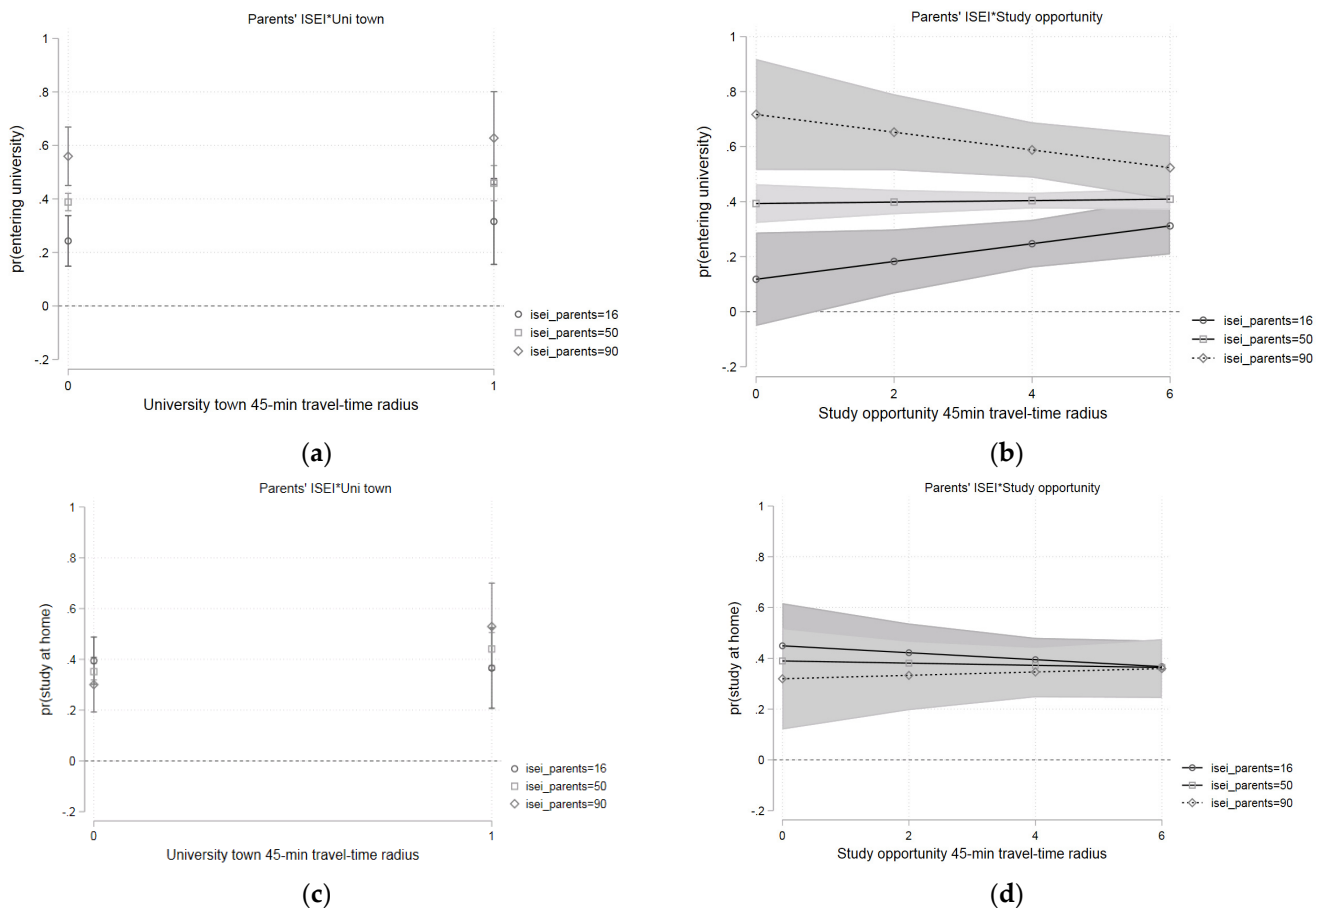 Parents' ISEI*Uni town
pr(entering university)
1
.8
.6
.4
.2
0
-.2
0
1
University town 45-min travel-time radius
isei_parents=16
isei_parents=50
isei_parents=90
(a)
Parents' ISEI*Study opportunity
pr(entering university)
1
.8
.6
.4
.2
0
-.2
0
2
4
6
Study opportunity 45min travel-time radius
isei_parents=16
isei_parents=50
isei_parents=90
(b)
Parents' ISEI*Uni town
pr(study at home)
1
.8
.6
.4
.2
0
-.2
0
1
University town 45-min travel-time radius
isei_parents=16
isei_parents=50
isei_parents=90
(c)
Parents' ISEI*Study opportunity
pr(study at home)
1
.8
.6
.4
.2
0
-.2
0
2
4
6
Study opportunity 45min travel-time radius
isei_parents=16
isei_parents=50
isei_parents=90
(d)